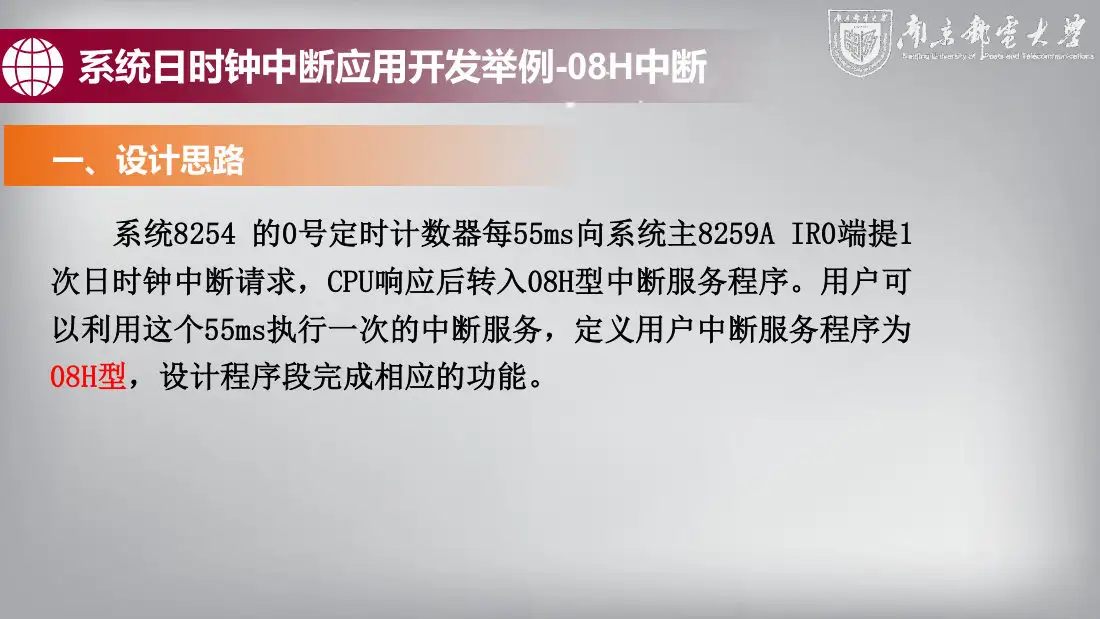 系统日时钟中断应用开发举例-08H中断
南京邮电大学
Nanjing University of Posts and Telecommunications
一、设计思路
系统8254 的0号定时计数器每55ms向系统主8259A IR0端提1
次日时钟中断请求，CPU响应后转入08H型中断服务程序。用户可
以利用这个55ms执行一次的中断服务，定义用户中断服务程序为
08H型，设计程序段完成相应的功能。